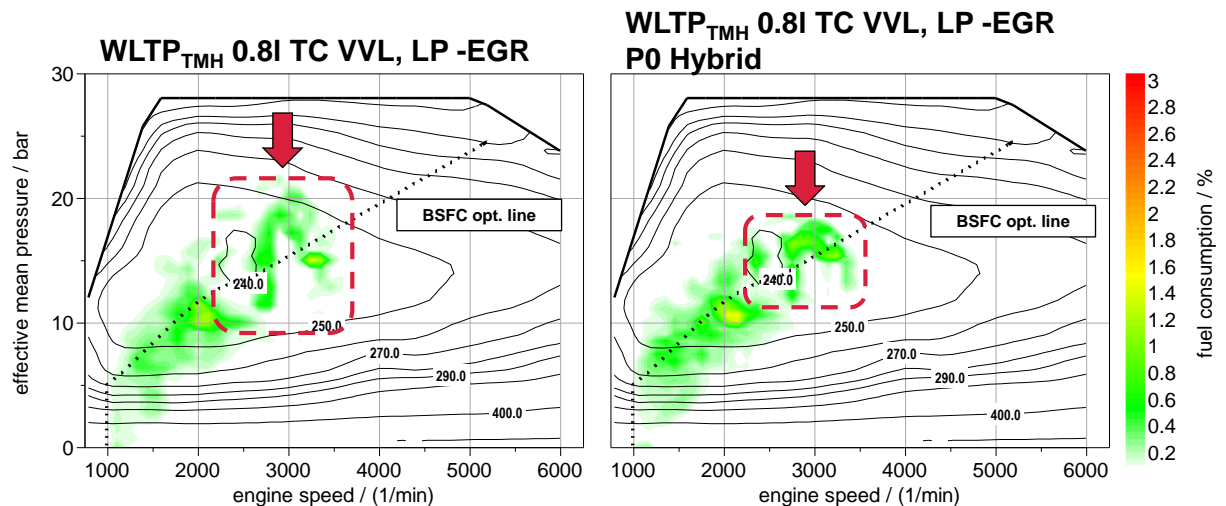 WLTPTMH 0.8l TC VVL, LP -EGR
30
20
10
0
effective mean pressure / bar
BSFC opt. line
240.0
250.0
270.0
290.0
400.0
1000 2000 3000 4000 5000 6000
engine speed / (1/min)
WLTPTMH 0.8l TC VVL, LP -EGR
P0 Hybrid
BSFC opt. line
240.0
250.0
270.0
290.0
400.0
1000 2000 3000 4000 5000 6000
engine speed / (1/min)
3
2.8
2.6
2.4
2.2
2
1.8
1.6
1.4
1.2
1
0.8
0.6
0.4
0.2
fuel consumption / %